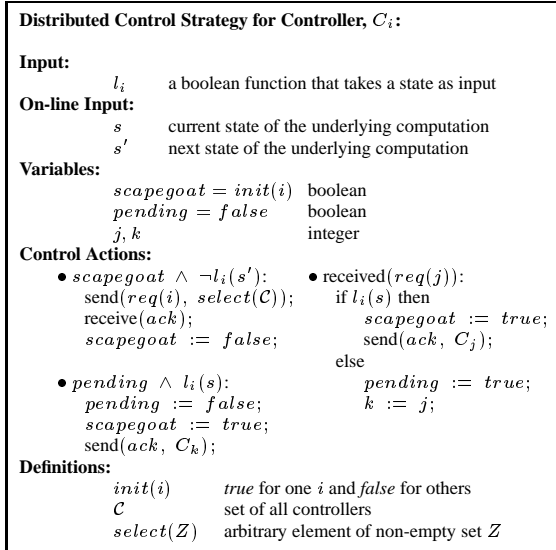 Distributed Control Strategy for Controller, Cᵢ:
Input:
lᵢ a boolean function that takes a state as input
On-line Input:
s current state of the underlying computation
s′ next state of the underlying computation
Variables:
scapegoat = init(i) boolean
pending = false boolean
j, k integer
Control Actions:
• scapegoat ∧ ¬lᵢ(s′):
send(req(i), select(𝒞));
receive(ack);
scapegoat := false;
• pending ∧ lᵢ(s):
pending := false;
scapegoat := true;
send(ack, Cₖ);
• received(req(j)):
if lᵢ(s) then
scapegoat := true;
send(ack, Cⱼ);
else
pending := true;
k := j;
Definitions:
init(i) true for one i and false for others
𝒞 set of all controllers
select(Z) arbitrary element of non-empty set Z